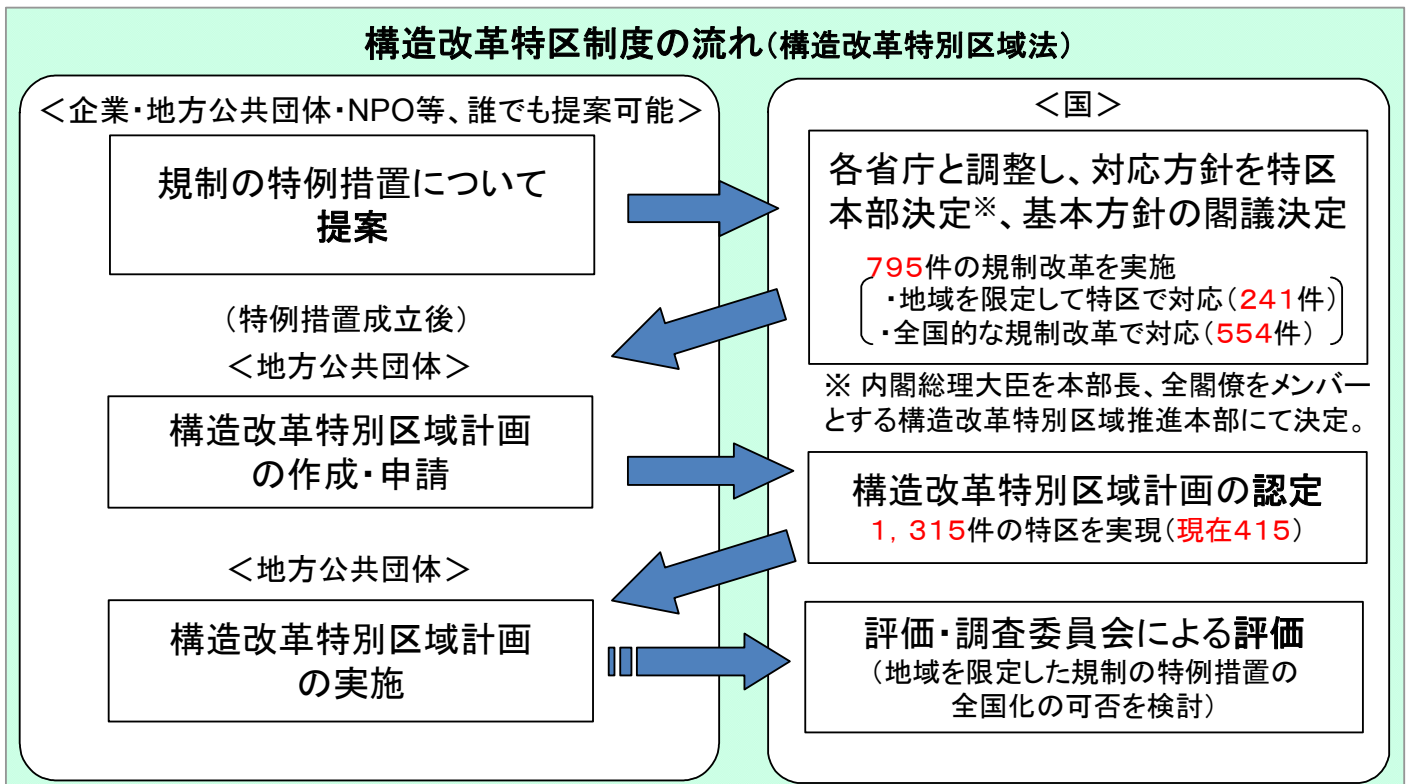 構造改革特区制度の流れ(構造改革特別区域法)
＜企業・地方公共団体・NPO等、誰でも提案可能＞
規制の特例措置について
提案
＜国＞
各省庁と調整し、対応方針を特区
本部決定※、基本方針の閣議決定
795件の規制改革を実施
・地域を限定して特区で対応(241件)
・全国的な規制改革で対応(554件)
※ 内閣総理大臣を本部長、全閣僚をメンバー
とする構造改革特別区域推進本部にて決定。
(特例措置成立後)
＜地方公共団体＞
構造改革特別区域計画
の作成・申請
構造改革特別区域計画の認定
1, 315件の特区を実現(現在415)
＜地方公共団体＞
構造改革特別区域計画
の実施
評価・調査委員会による評価
(地域を限定した規制の特例措置の
全国化の可否を検討)